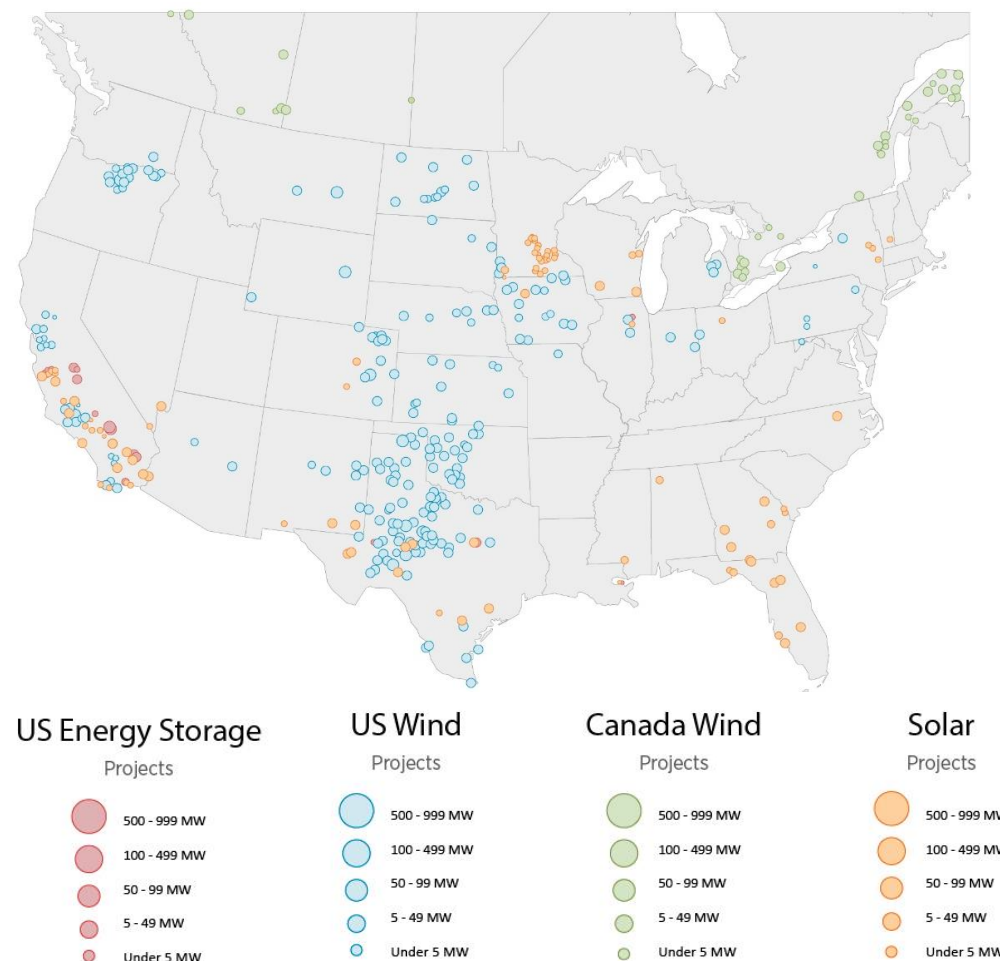 US Energy Storage
Projects
500 - 999 MW
100 - 499 MW
50 - 99 MW
5 - 49 MW
Under 5 MW
US Wind
Projects
500 - 999 MW
100 - 499 MW
50 - 99 MW
5 - 49 MW
Under 5 MW
Canada Wind
Projects
500 - 999 MW
100 - 499 MW
50 - 99 MW
5 - 49 MW
Under 5 MW
Solar
Projects
500 - 999 MW
100 - 499 MW
50 - 99 MW
5 - 49 MW
Under 5 MW